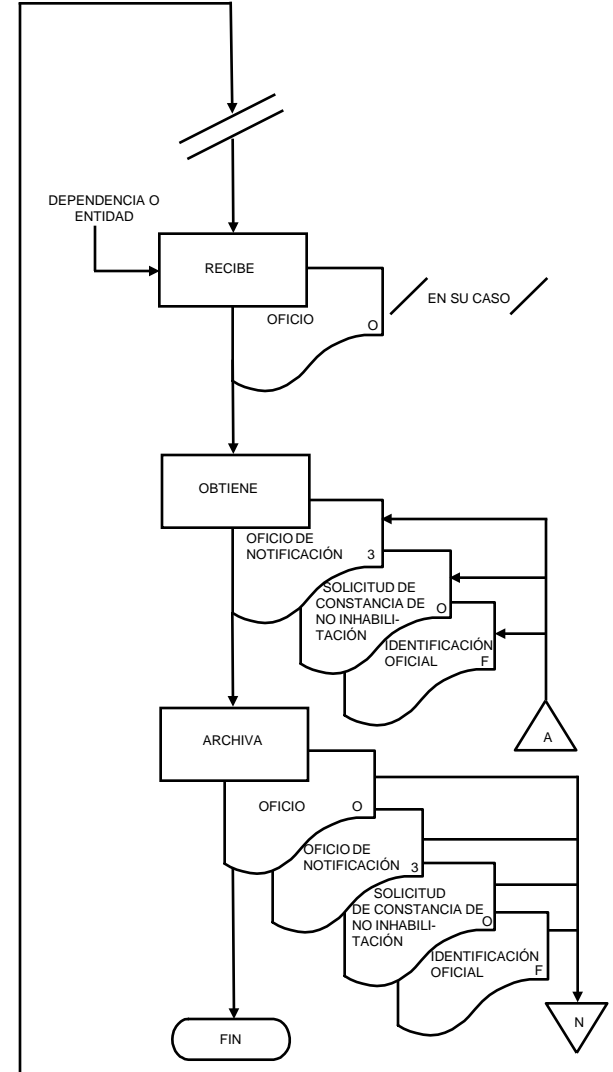 DEPENDENCIA O
ENTIDAD
RECIBE
OFICIO
O
EN SU CASO
OBTIENE
OFICIO DE
NOTIFICACIÓN 3
SOLICITUD DE
CONSTANCIA DE
NO INHABILI-
TACIÓN
O
IDENTIFICACIÓN
OFICIAL F
A
ARCHIVA
OFICIO O
OFICIO DE
NOTIFICACIÓN 3
SOLICITUD
DE CONSTANCIA DE
NO INHABILI-
TACIÓN
O
IDENTIFICACIÓN
OFICIAL F
FIN
N